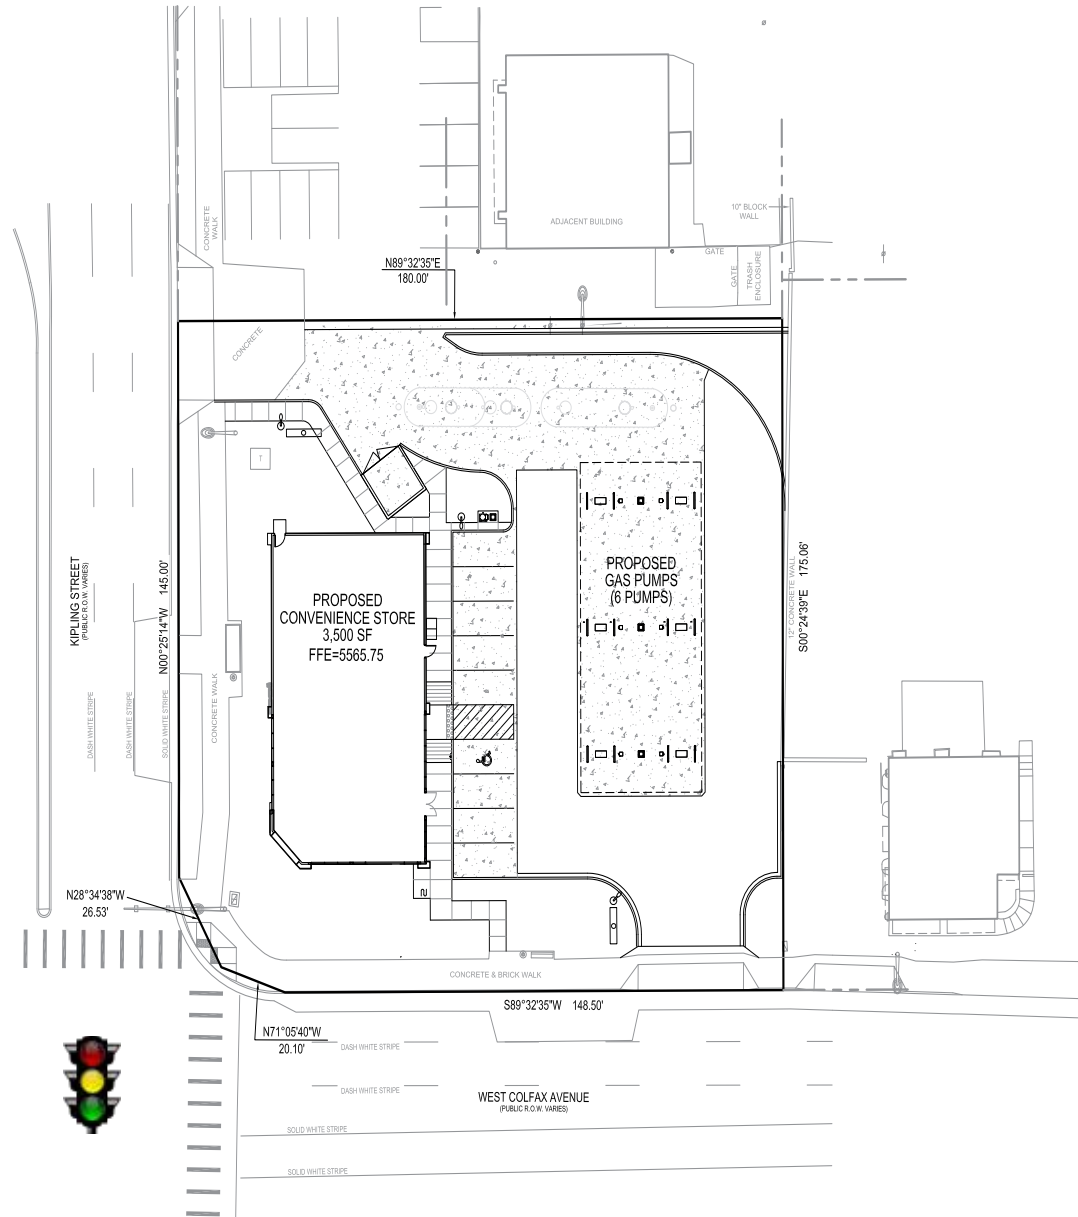 CONCRETE
WALK
ADJACENT BUILDING
10" BLOCK
WALL
GATE
GATE
TRASH
ENCLOSURE
N89°32'35"E
180.00'
CONCRETE
T
KIPLING STREET
(PUBLIC R.O.W. VARIES)
N00°25'14"W 145.00'
PROPOSED
CONVENIENCE STORE
3,500 SF
FFE=5565.75
PROPOSED
GAS PUMPS
(6 PUMPS)
12" CONCRETE WALL
S00°24'39"E 175.06'
DASH WHITE STRIPE
DASH WHITE STRIPE
SOLID WHITE STRIPE
CONCRETE WALK
N28°34'38"W
26.53'
CONCRETE & BRICK WALK
S89°32'35"W 148.50'
N71°05'40"W
20.10'
DASH WHITE STRIPE
DASH WHITE STRIPE
WEST COLFAX AVENUE
(PUBLIC R.O.W. VARIES)
SOLID WHITE STRIPE
SOLID WHITE STRIPE